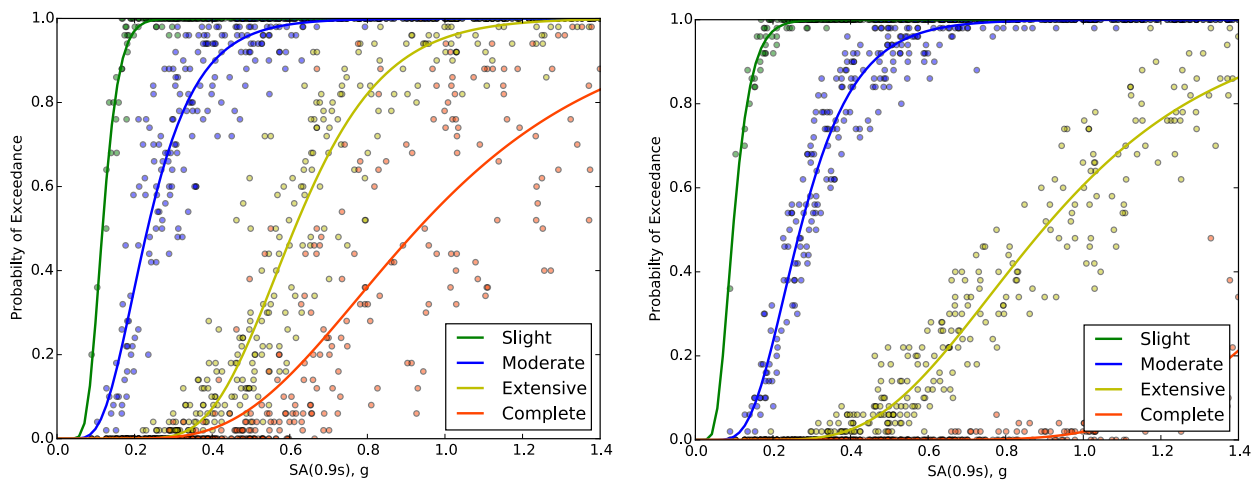 1.0
0.8
0.6
0.4
0.2
0.0
Probabilty of Exceedance
0.2 0.4 0.6 0.8 1.0 1.2 1.4
SA(0.9s), g
Slight
Moderate
Extensive
Complete
1.0
0.8
0.6
0.4
0.2
0.0
Probabilty of Exceedance
0.0 0.2 0.4 0.6 0.8 1.0 1.2 1.4
SA(0.9s), g
Slight
Moderate
Extensive
Complete